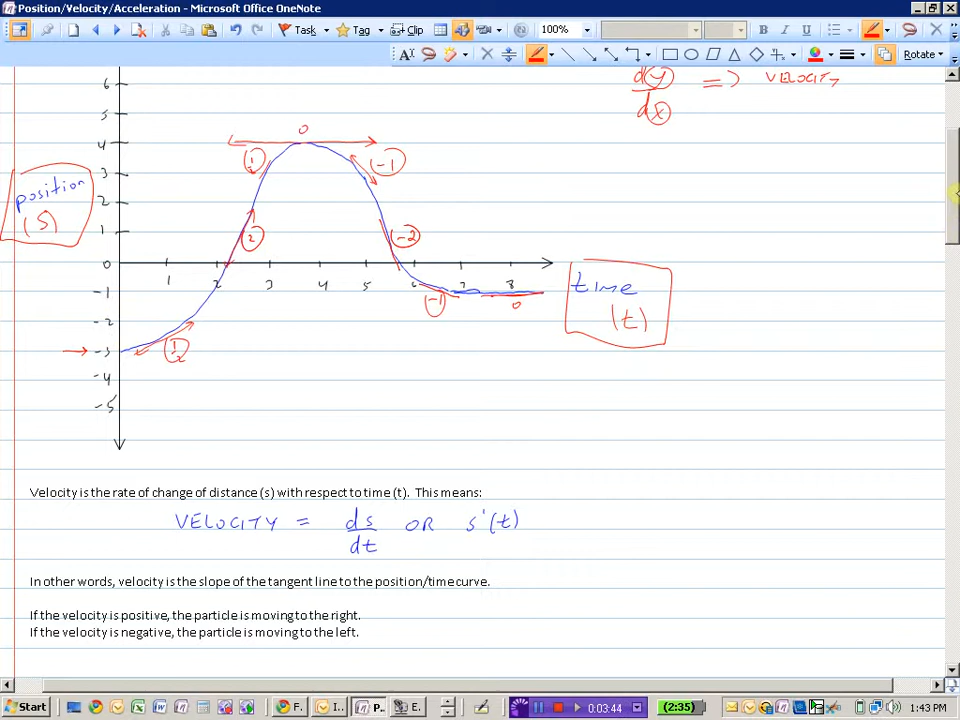 Position/Velocity/Acceleration - Microsoft Office OneNote
Task
Tag
Clip
80%
B I U
Rotate
dy/dx => VELOCITY
6
5
4
3
2
1
0
-1
-2
-3
-4
-5
1 2 3 4 5 6 7 8
position
(s)
time
(t)
1/2
2
1
0
-1
-2
-1
0
Velocity is the rate of change of distance (s) with respect to time (t). This means:
VELOCITY = ds/dt OR s'(t)
In other words, velocity is the slope of the tangent line to the position/time curve.
If the velocity is positive, the particle is moving to the right.
If the velocity is negative, the particle is moving to the left.
Start
F.
I..
P..
E.
0:03:44
(2:35)
1:43 PM